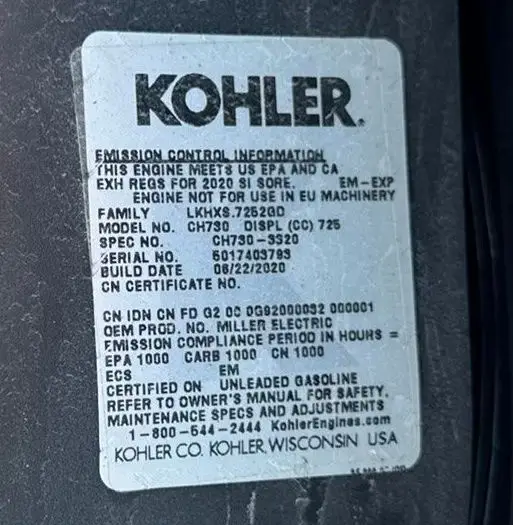 KOHLER.
EMISSION CONTROL INFORMATION
THIS ENGINE MEETS US EPA AND CA
EXH REGS FOR 2020 SI SORE. EM-EXP
ENGINE NOT FOR USE IN EU MACHINERY
FAMILY LKHXS.7252GD
MODEL NO. CH730 DISPL (CC) 725
SPEC NO. CH730-3320
SERIAL NO. 5017403793
BUILD DATE 06/22/2020
CN CERTIFICATE NO.
CN IDN CN FD G2 00 0G92000032 000001
OEM PROD. NO. MILLER ELECTRIC
EMISSION COMPLIANCE PERIOD IN HOURS =
EPA 1000 CARB 1000 CN 1000
ECS EM
CERTIFIED ON UNLEADED GASOLINE
REFER TO OWNER'S MANUAL FOR SAFETY,
MAINTENANCE SPECS AND ADJUSTMENTS
1-800-544-2444 KohlerEngines.com
KOHLER CO. KOHLER, WISCONSIN USA